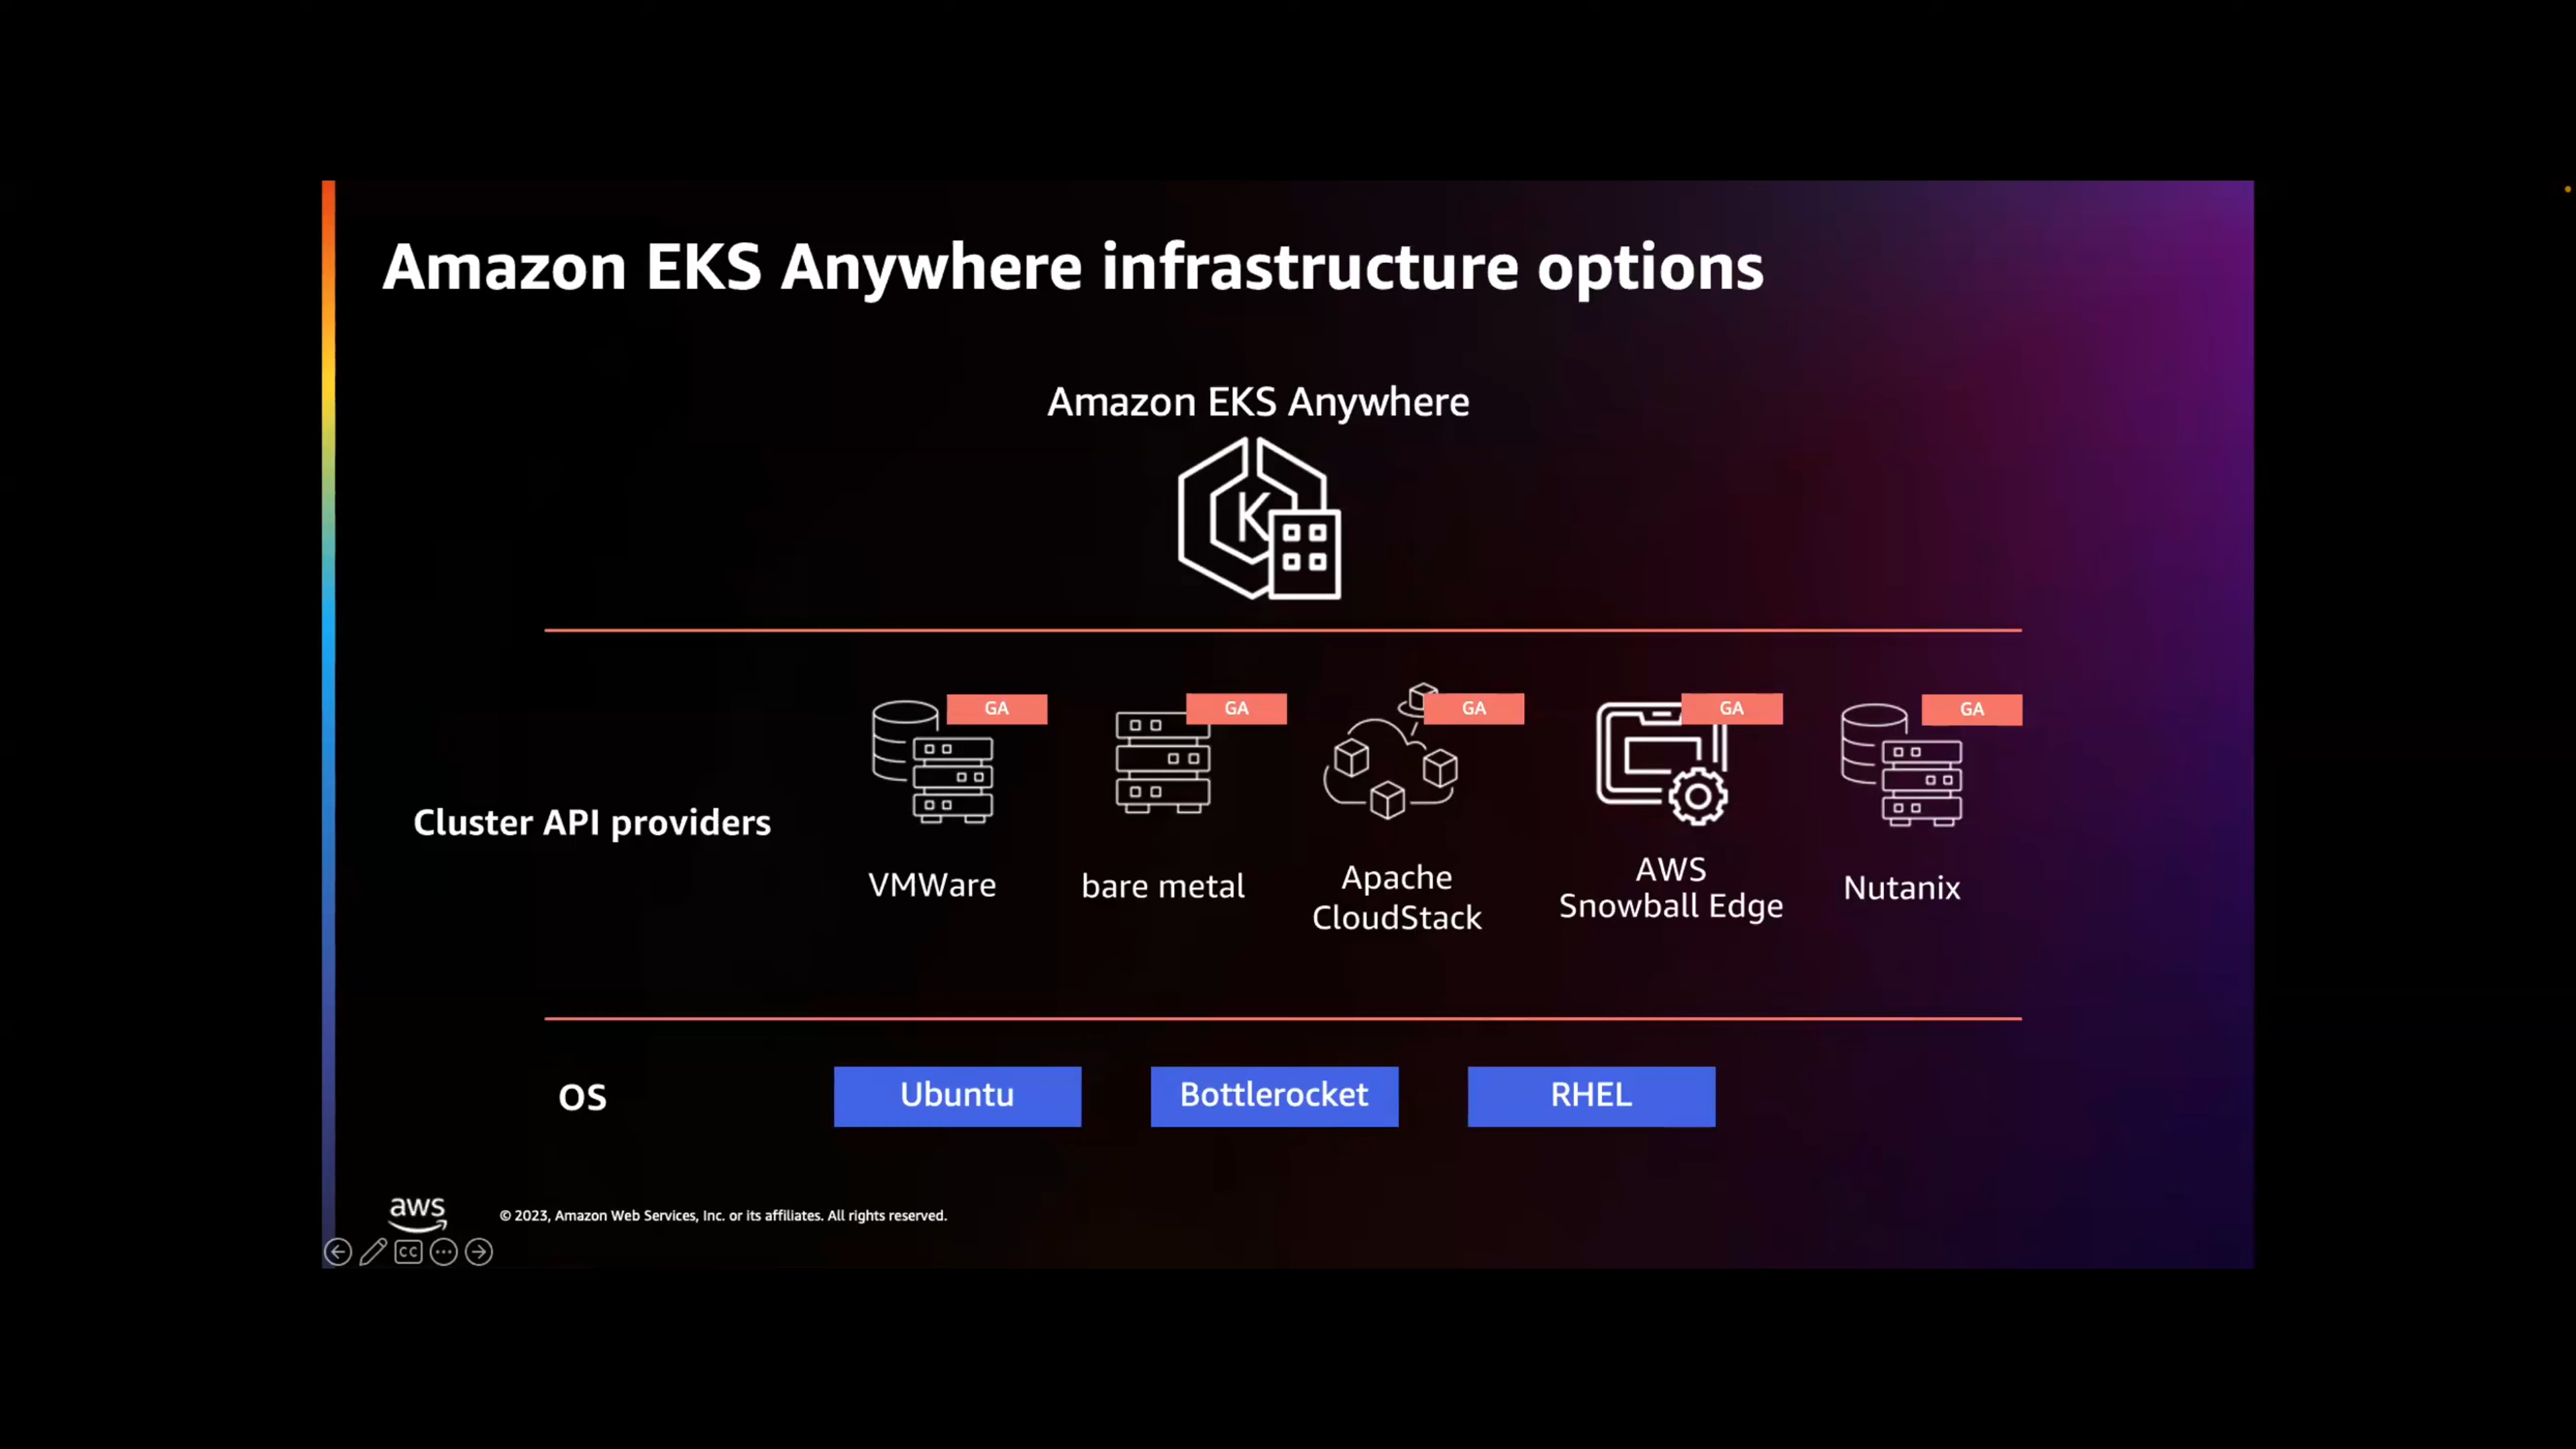 Amazon EKS Anywhere infrastructure options
Amazon EKS Anywhere
K
GA
GA
GA
GA
GA
Cluster API providers
VMWare
bare metal
Apache
CloudStack
AWS
Snowball Edge
Nutanix
OS
Ubuntu
Bottlerocket
RHEL
aws
© 2023, Amazon Web Services, Inc. or its affiliates. All rights reserved.
CC